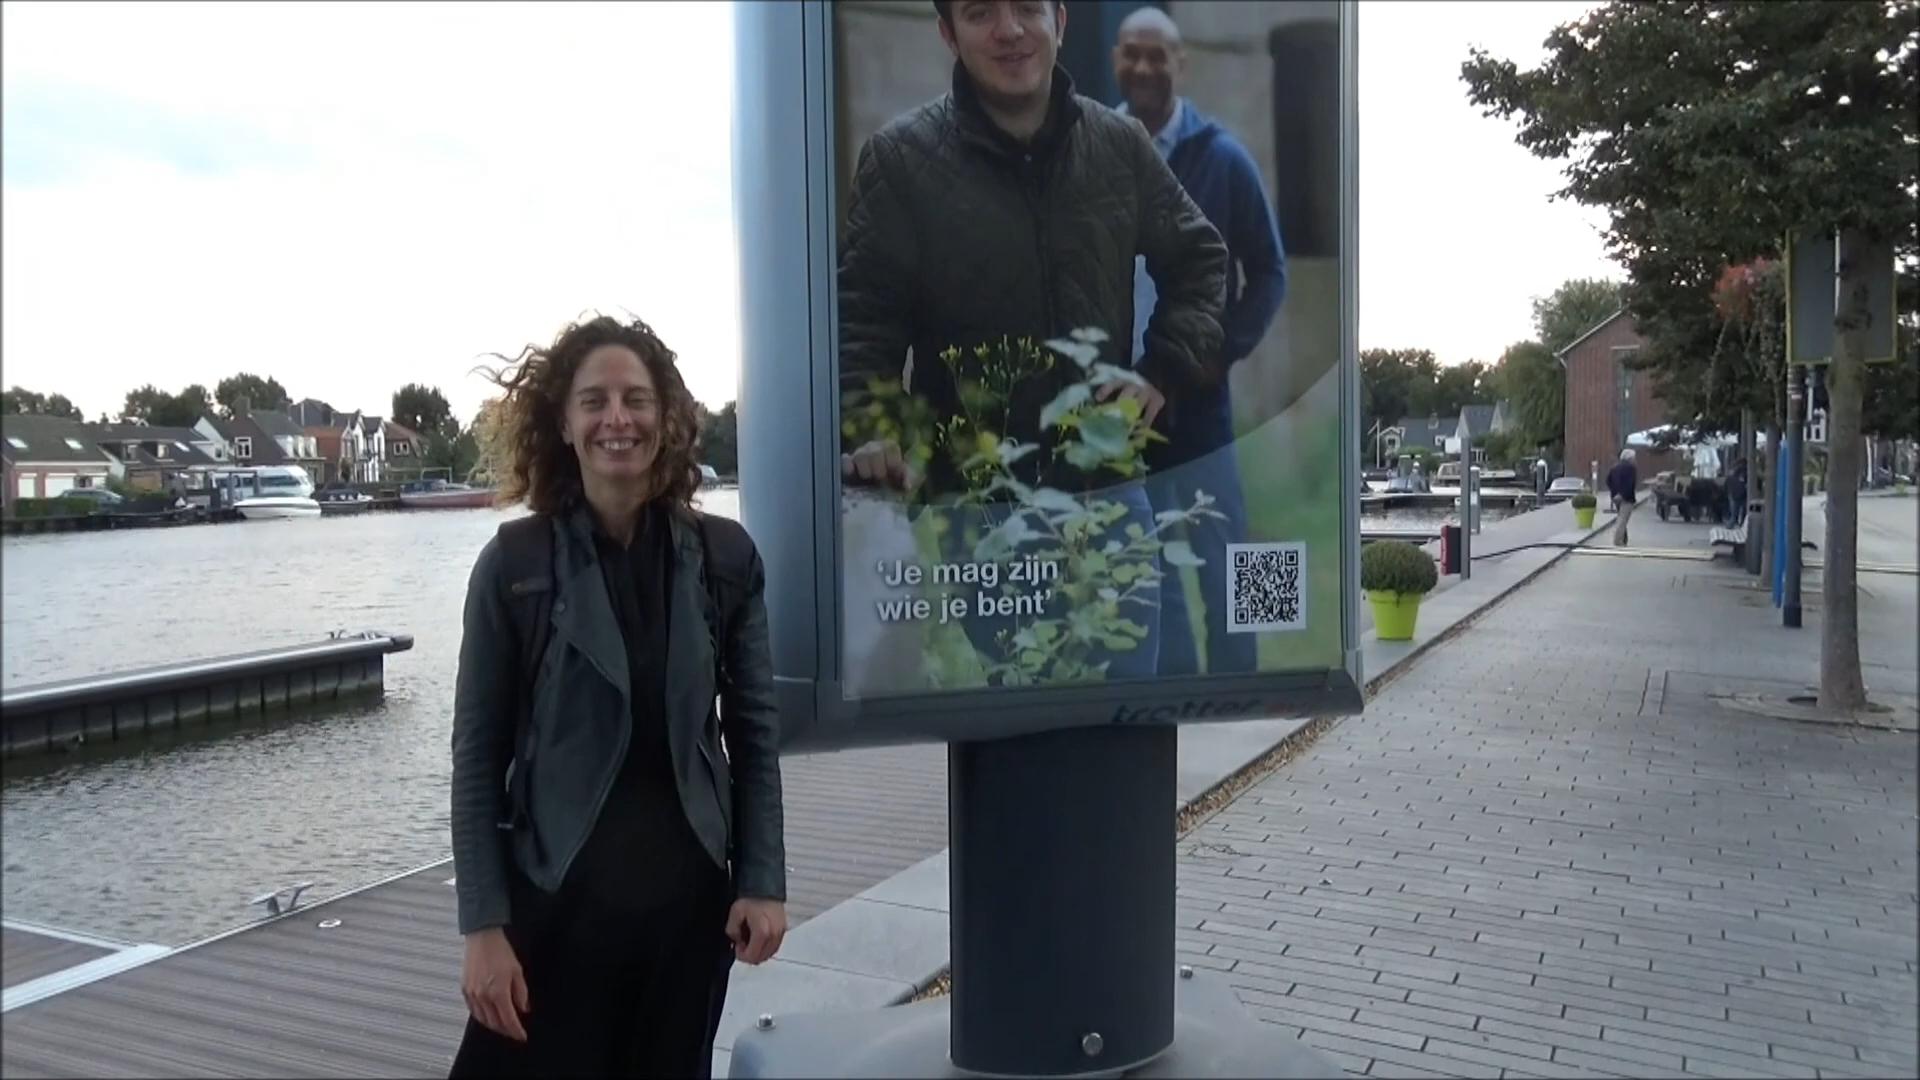 ‘Je mag zijn
wie je bent’
trotter